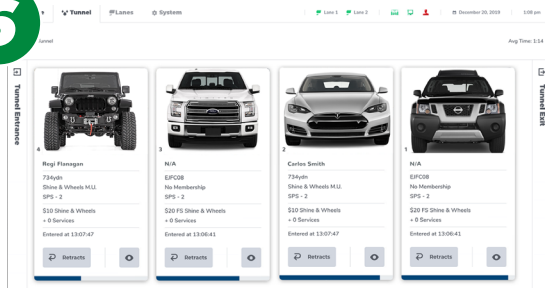 Tunnel
Lanes
System
Lane 1
Lane 2
December 20, 2019
1:08 pm
Avg Time: 1:14
Tunnel Entrance
4
Regi Flanagan
734ydn
Shine & Wheels M.U.
SPS - 2
$10 Shine & Wheels
+ 0 Services
Entered at 13:07:47
Retracts
3
N/A
EJFC08
No Membership
SPS - 2
$20 FS Shine & Wheels
+ 0 Services
Entered at 13:06:41
Retracts
2
Carlos Smith
734ydn
Shine & Wheels M.U.
SPS - 2
$10 Shine & Wheels
+ 0 Services
Entered at 13:07:47
Retracts
1
N/A
EJFC08
No Membership
SPS - 2
$20 FS Shine & Wheels
+ 0 Services
Entered at 13:06:41
Retracts
Tunnel Exit